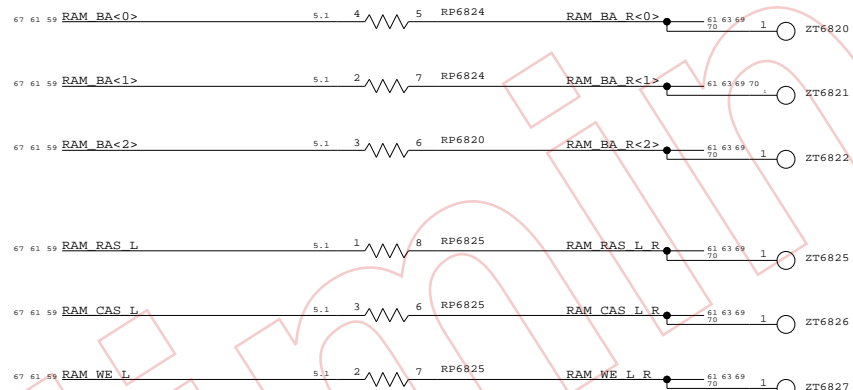 67 61 59 RAM_BA<0> 5.1 4 5 RP6824 RAM_BA_R<0> 61 63 69 70 1 ZT6820
67 61 59 RAM_BA<1> 5.1 2 7 RP6824 RAM_BA_R<1> 61 63 69 70 1 ZT6821
67 61 59 RAM_BA<2> 5.1 3 6 RP6820 RAM_BA_R<2> 61 63 69 70 1 ZT6822
67 61 59 RAM_RAS_L 5.1 1 8 RP6825 RAM_RAS_L_R 61 63 69 70 1 ZT6825
67 61 59 RAM_CAS_L 5.1 3 6 RP6825 RAM_CAS_L_R 61 63 69 70 1 ZT6826
67 61 59 RAM_WE_L 5.1 2 7 RP6825 RAM_WE_L_R 61 63 69 70 1 ZT6827